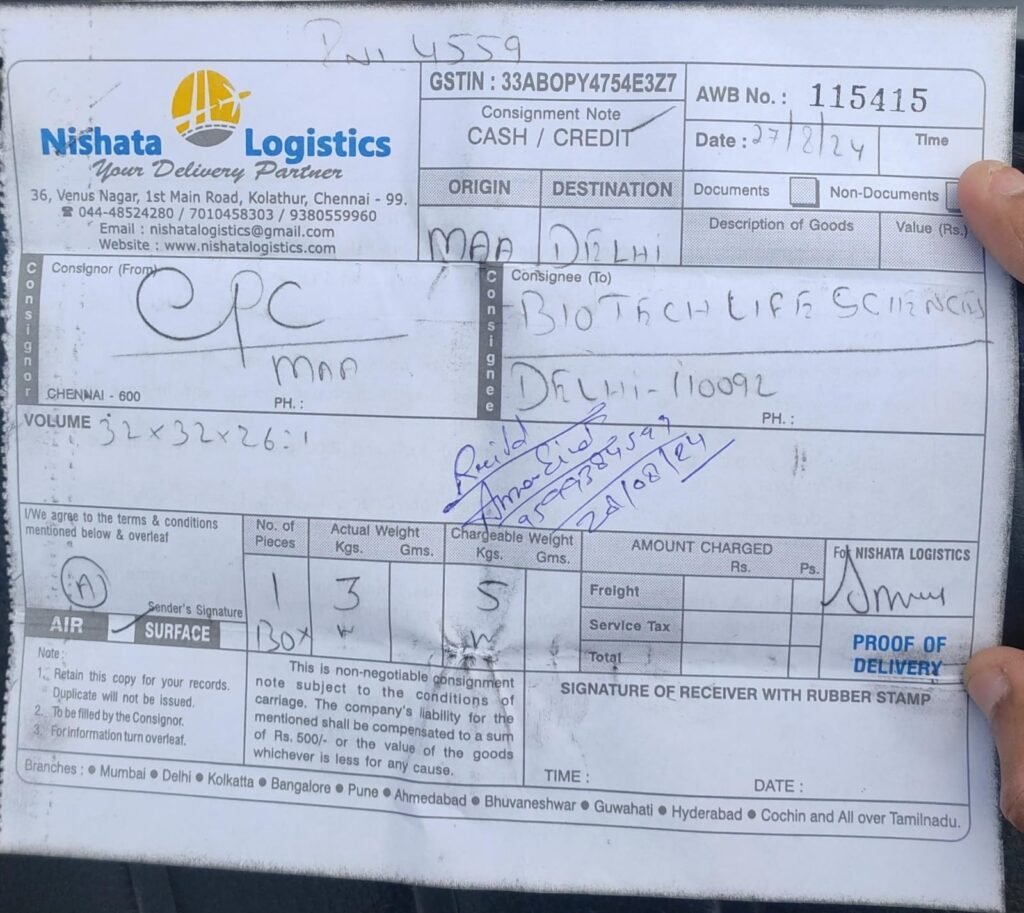 4559
Nishata Logistics
Your Delivery Partner
36, Venus Nagar, 1st Main Road, Kolathur, Chennai - 99.
☎ 044-48524280 / 7010458303 / 9380559960
Email : nishatalogistics@gmail.com
Website : www.nishatalogistics.com
GSTIN : 33ABOPY4754E3Z7
Consignment Note
CASH / CREDIT
AWB No. : 115415
Date : 27/8/24
Time
ORIGIN
DESTINATION
MAA
DELHI
Documents
Non-Documents
Description of Goods
Value (Rs.)
Consignor
Consignor (From)
CPC
MAA
CHENNAI - 600
PH. :
Consignee
Consignee (To)
BIOTECH LIFE SCIENCES
DELHI-110092
PH. :
VOLUME 32x32x26:1
/08/24
I/We agree to the terms & conditions
mentioned below & overleaf
A
Sender's Signature
AIR
SURFACE
No. of
Pieces
1
BOX
Actual Weight
Kgs. Gms.
3
Chargeable Weight
Kgs. Gms.
5
AMOUNT CHARGED
Rs. Ps.
Freight
Service Tax
Total
For NISHATA LOGISTICS
PROOF OF
DELIVERY
Note :
1. Retain this copy for your records.
Duplicate will not be issued.
2. To be filled by the Consignor.
3. For information turn overleaf.
This is non-negotiable consignment
note subject to the conditions of
carriage. The company's liability for the
mentioned shall be compensated to a sum
of Rs. 500/- or the value of the goods
whichever is less for any cause.
SIGNATURE OF RECEIVER WITH RUBBER STAMP
TIME :
DATE :
Branches : ● Mumbai ● Delhi ● Kolkatta ● Bangalore ● Pune ● Ahmedabad ● Bhuvaneshwar ● Guwahati ● Hyderabad ● Cochin and All over Tamilnadu.